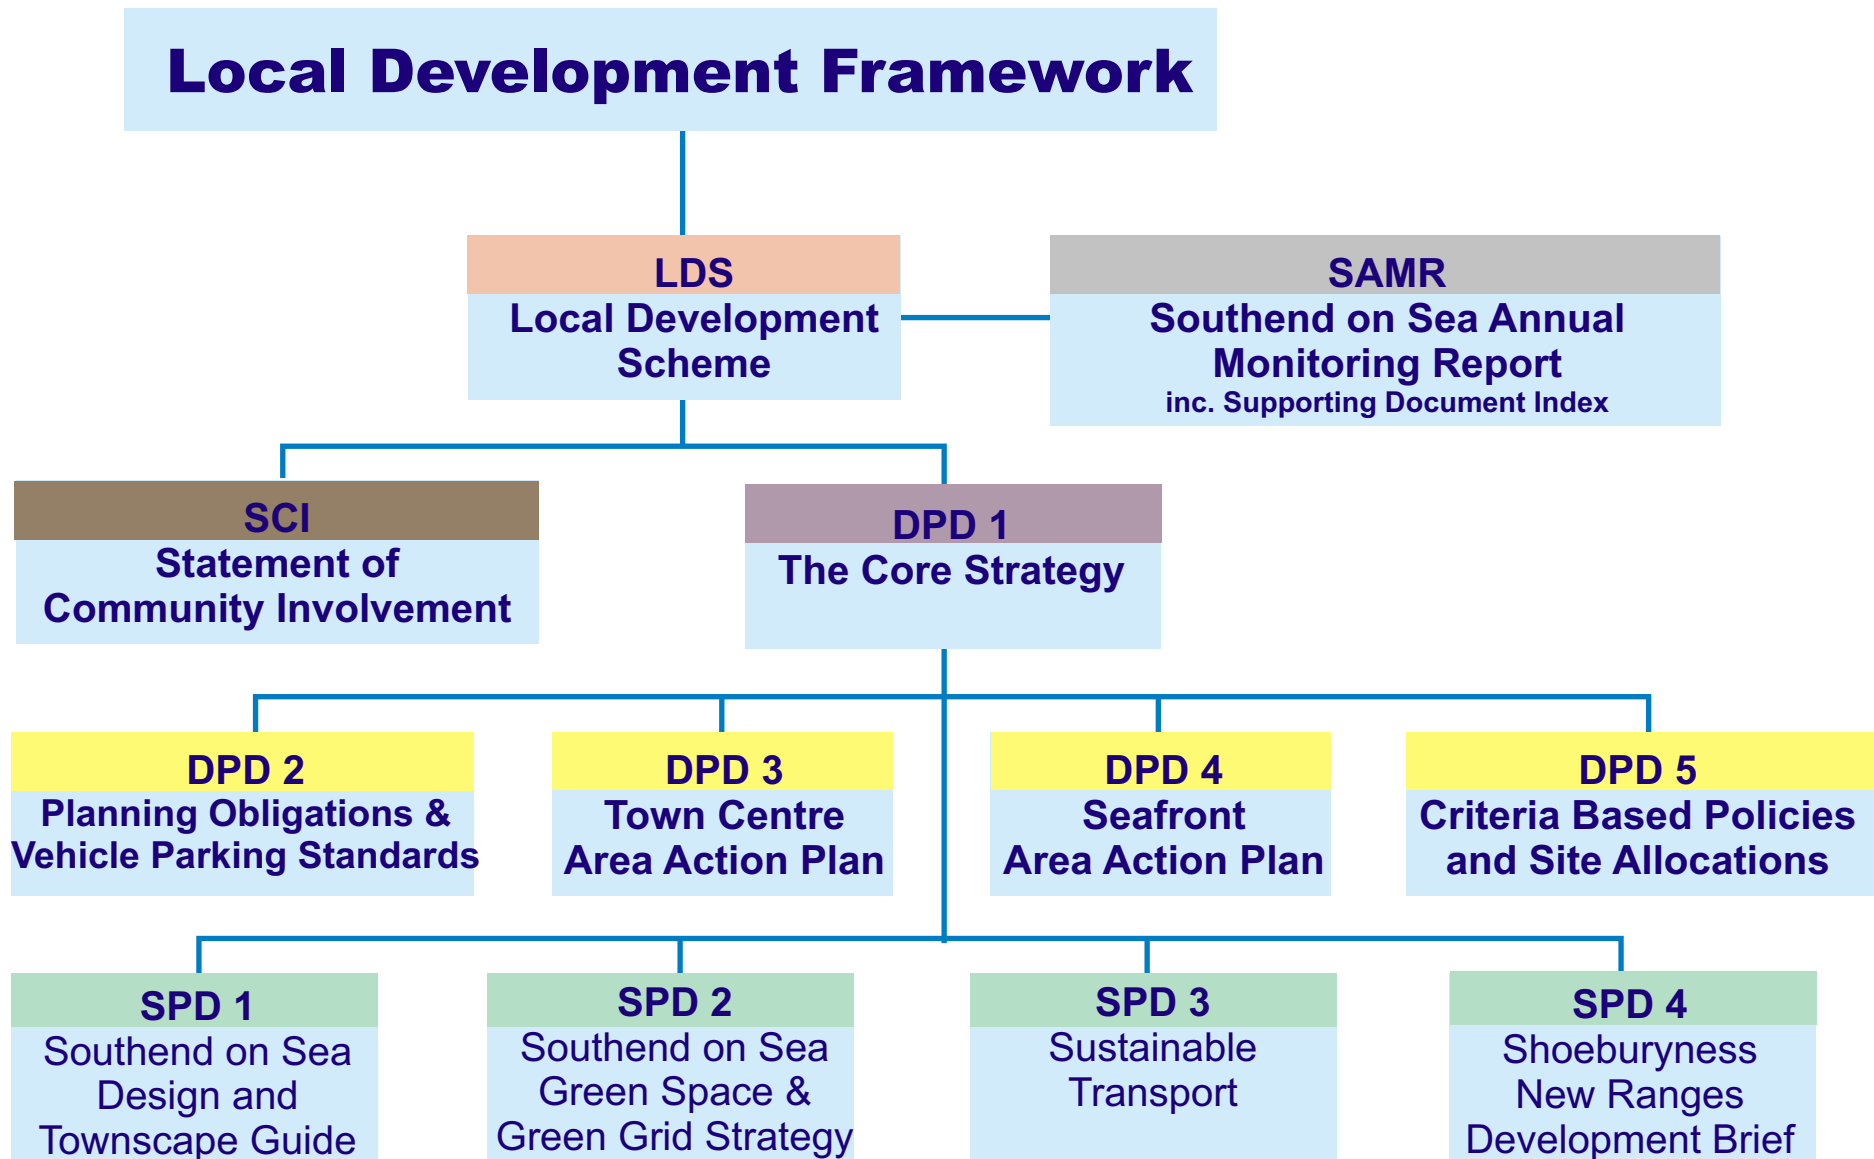 Local Development Framework
LDS
Local Development
Scheme
SAMR
Southend on Sea Annual
Monitoring Report
inc. Supporting Document Index
SCI
Statement of
Community Involvement
DPD 1
The Core Strategy
DPD 2
Planning Obligations &
Vehicle Parking Standards
DPD 3
Town Centre
Area Action Plan
DPD 4
Seafront
Area Action Plan
DPD 5
Criteria Based Policies
and Site Allocations
SPD 1
Southend on Sea
Design and
Townscape Guide
SPD 2
Southend on Sea
Green Space &
Green Grid Strategy
SPD 3
Sustainable
Transport
SPD 4
Shoeburyness
New Ranges
Development Brief